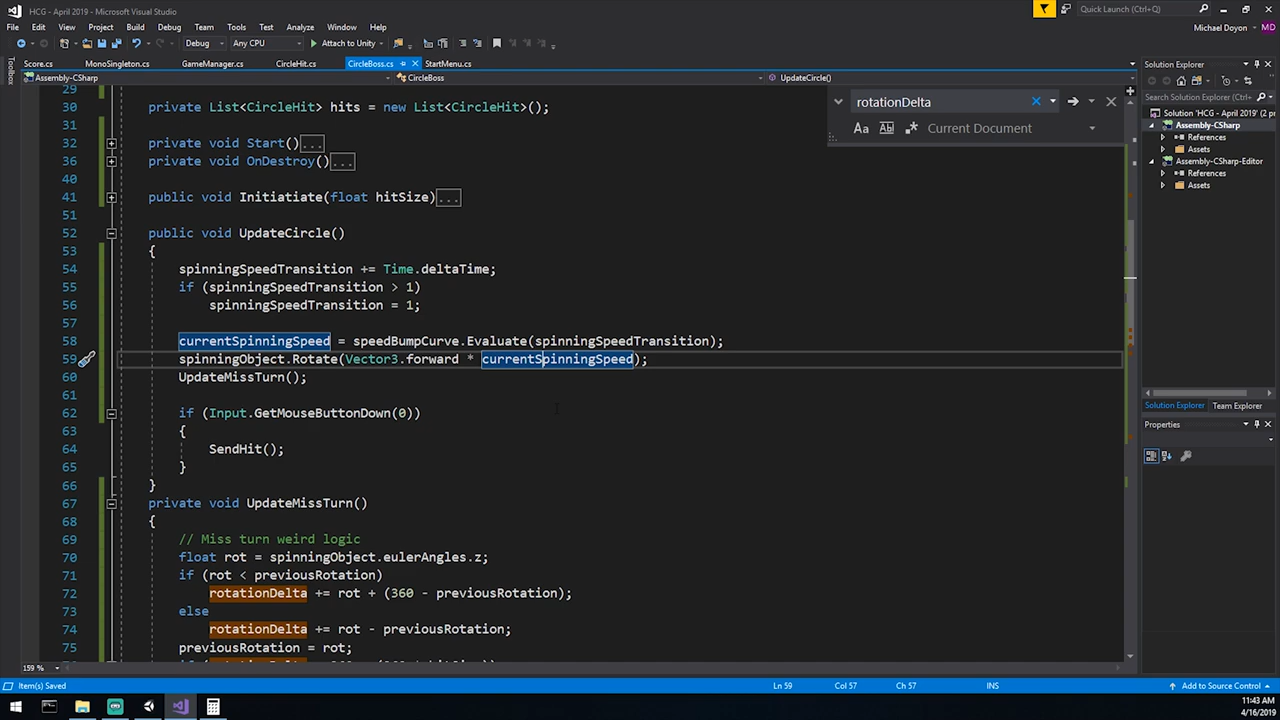 HCG - April 2019 - Microsoft Visual Studio
Quick Launch (Ctrl+Q)
File Edit View Project Build Debug Team Tools Test Analyze Window Help
Michael Doyon MD
Debug Any CPU Attach to Unity
Toolbox
Score.cs MonoSingleton.cs GameManager.cs CircleHit.cs CircleBoss.cs StartMenu.cs
Solution Explorer
Assembly-CSharp CircleBoss UpdateCircle()
Search Solution Explorer (Ctrl+
Solution 'HCG - April 2019' (2 p
Assembly-CSharp
References
Assets
Assembly-CSharp-Editor
References
Assets
Solution Explorer Team Explorer
Properties
rotationDelta
Aa Ab Current Document
29
30 private List<CircleHit> hits = new List<CircleHit>();
31
32 private void Start()...
36 private void OnDestroy()...
40
41 public void Initiatiate(float hitSize)...
51
52 public void UpdateCircle()
53 {
54 spinningSpeedTransition += Time.deltaTime;
55 if (spinningSpeedTransition > 1)
56 spinningSpeedTransition = 1;
57
58 currentSpinningSpeed = speedBumpCurve.Evaluate(spinningSpeedTransition);
59 spinningObject.Rotate(Vector3.forward * currentSpinningSpeed);
60 UpdateMissTurn();
61
62 if (Input.GetMouseButtonDown(0))
63 {
64 SendHit();
65 }
66 }
67 private void UpdateMissTurn()
68 {
69 // Miss turn weird logic
70 float rot = spinningObject.eulerAngles.z;
71 if (rot < previousRotation)
72 rotationDelta += rot + (360 - previousRotation);
73 else
74 rotationDelta += rot - previousRotation;
75 previousRotation = rot;
159 %
Item(s) Saved Ln 59 Col 57 Ch 57 INS Add to Source Control
11:43 AM
4/16/2019